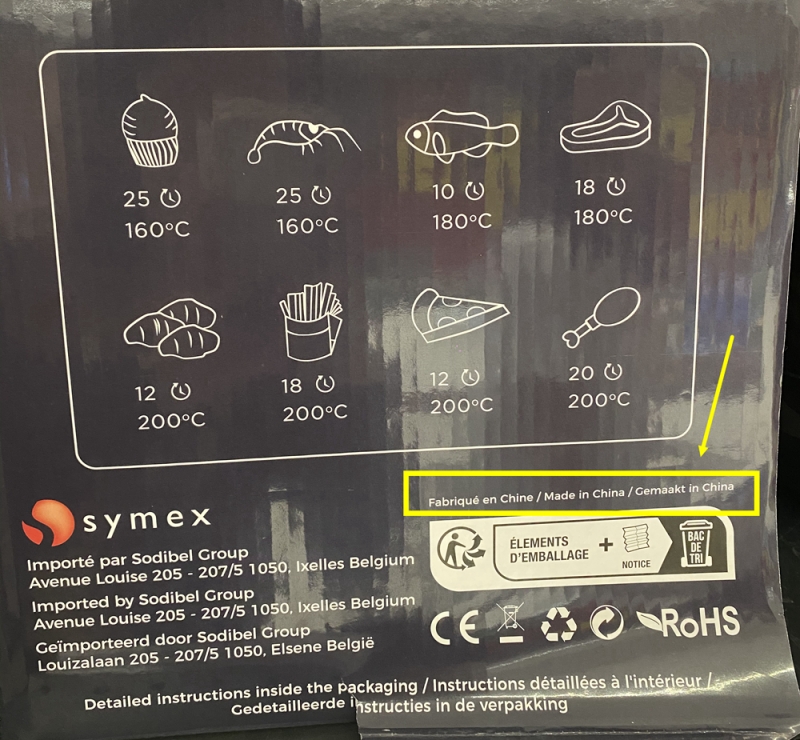 25 25 10 18
160°C 160°C 180°C 180°C
12 18 12 20
200°C 200°C 200°C 200°C
Fabriqué en Chine / Made in China / Gemaakt in China
symex
Importé par Sodibel Group
Avenue Louise 205 - 207/5 1050, Ixelles Belgium
Imported by Sodibel Group
Avenue Louise 205 - 207/5 1050, Ixelles Belgium
Geïmporteerd door Sodibel Group
Louizalaan 205 - 207/5 1050, Elsene België
ÉLEMENTS
D'EMBALLAGE
+
NOTICE
BAC
DE
TRI
CE
RoHS
Detailed instructions inside the packaging / Instructions détaillées à l'intérieur /
Gedetailleerde instructies in de verpakking